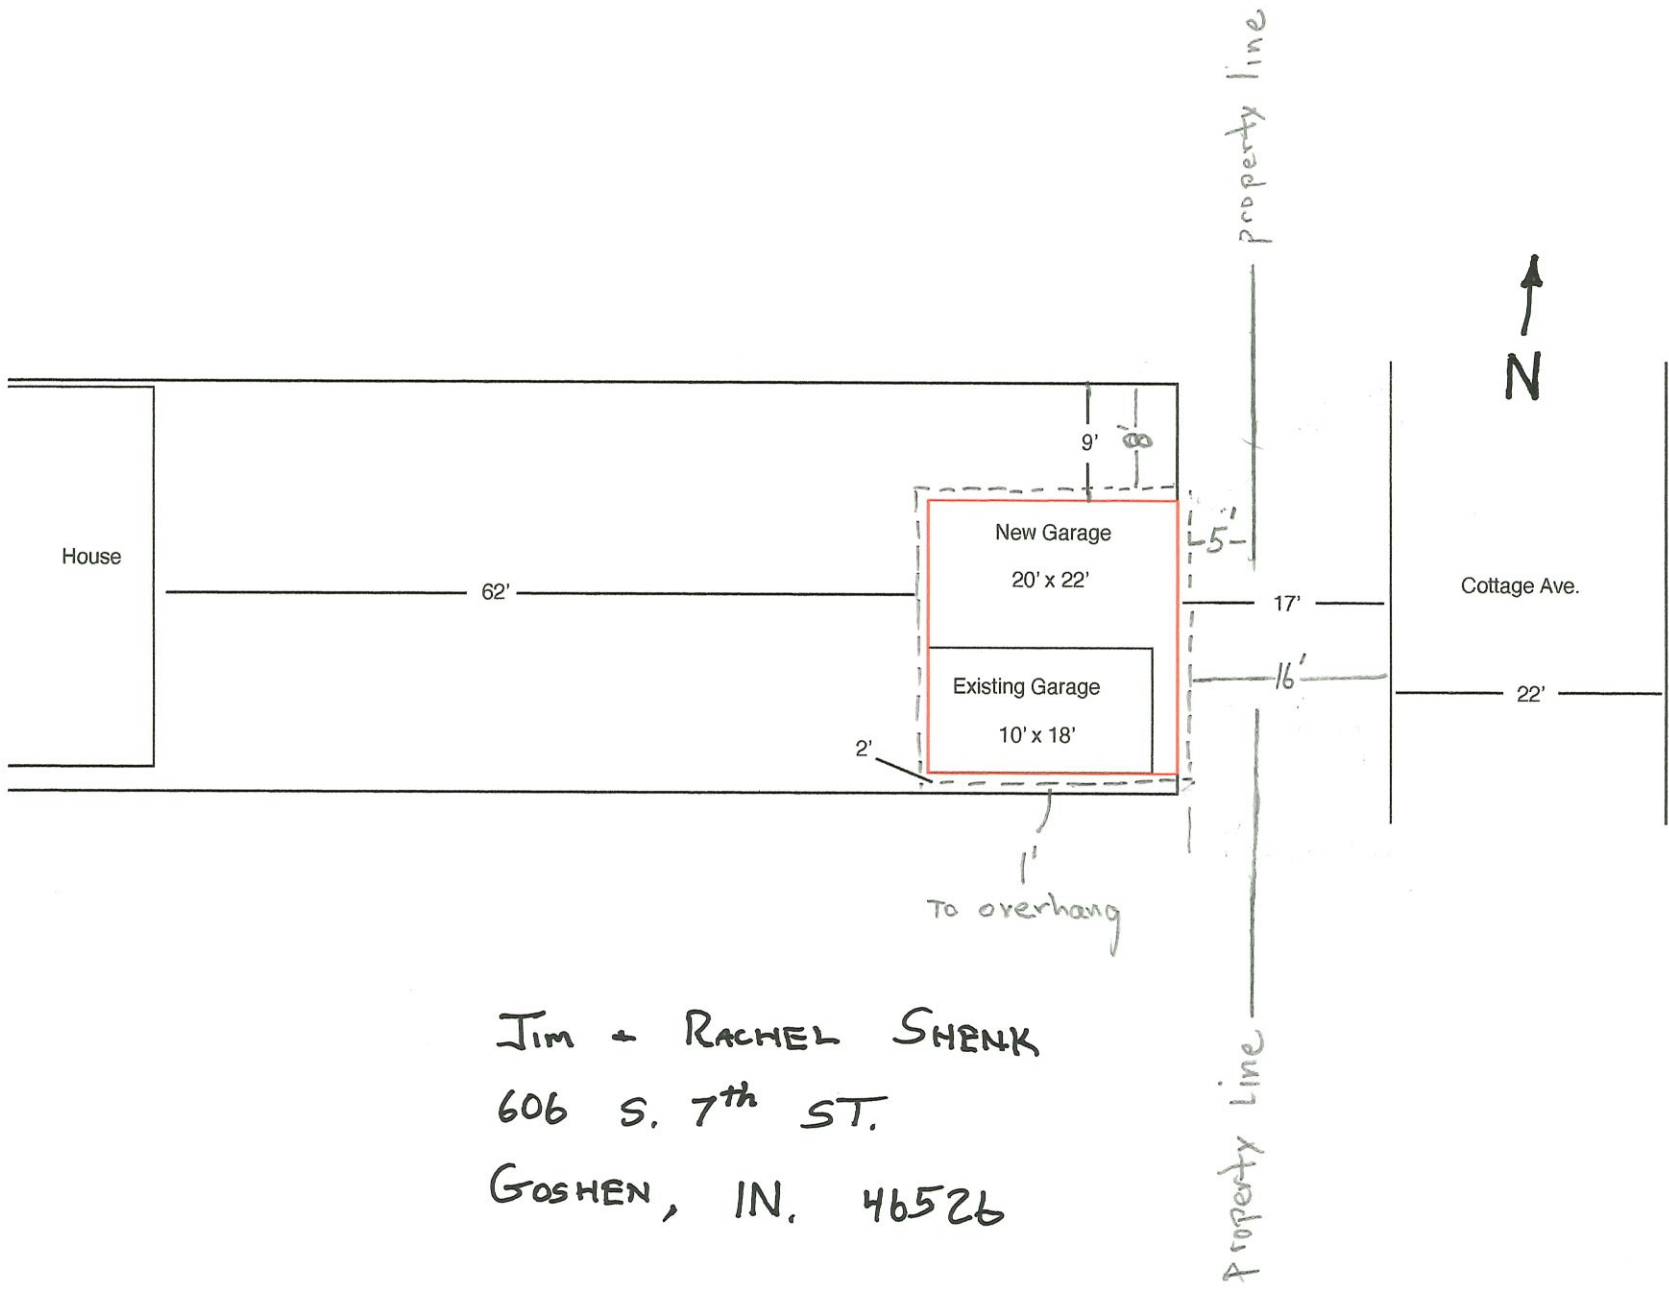 property line
N
9'
8'
New Garage
20' x 22'
5'
House
62'
17'
Cottage Ave.
Existing Garage
10' x 18'
16'
22'
2'
1'
To overhang
Jim + RACHEL SHENK
606 S. 7th ST.
GOSHEN, IN. 46526
Property Line